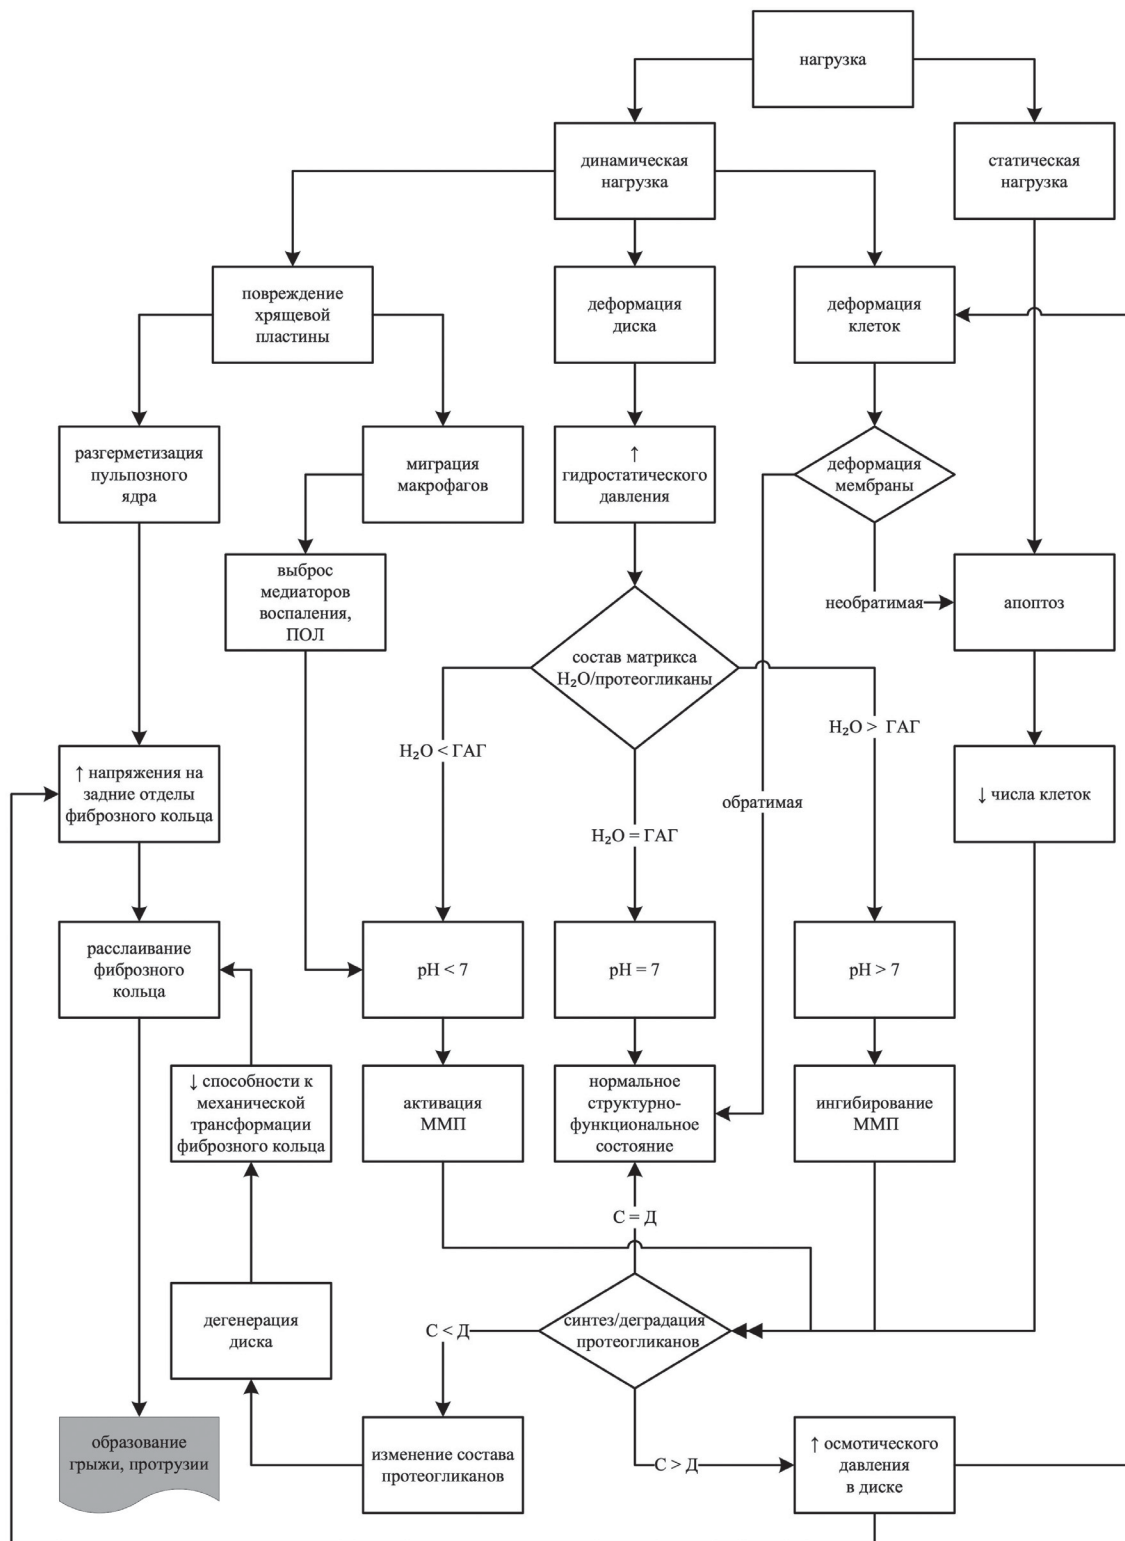 нагрузка
динамическая
нагрузка
статическая
нагрузка
повреждение
хрящевой
пластины
деформация
диска
деформация
клеток
разгерметизация
пульпозного
ядра
миграция
макрофагов
↑
гидростатического
давления
деформация
мембраны
выброс
медиаторов
воспаления,
ПОЛ
необратимая
апоптоз
состав матрикса
H₂O/протеогликаны
H₂O < ГАГ
H₂O > ГАГ
↑ напряжения на
задние отделы
фиброзного кольца
обратимая
↓ числа клеток
H₂O = ГАГ
расслаивание
фиброзного
кольца
pH < 7
pH = 7
pH > 7
↓ способности к
механической
трансформации
фиброзного кольца
активация
ММП
нормальное
структурно-
функциональное
состояние
ингибирование
ММП
С = Д
дегенерация
диска
С < Д
синтез/деградация
протеогликанов
образование
грыжи, протрузии
изменение состава
протеогликанов
С > Д
↑ осмотического
давления
в диске